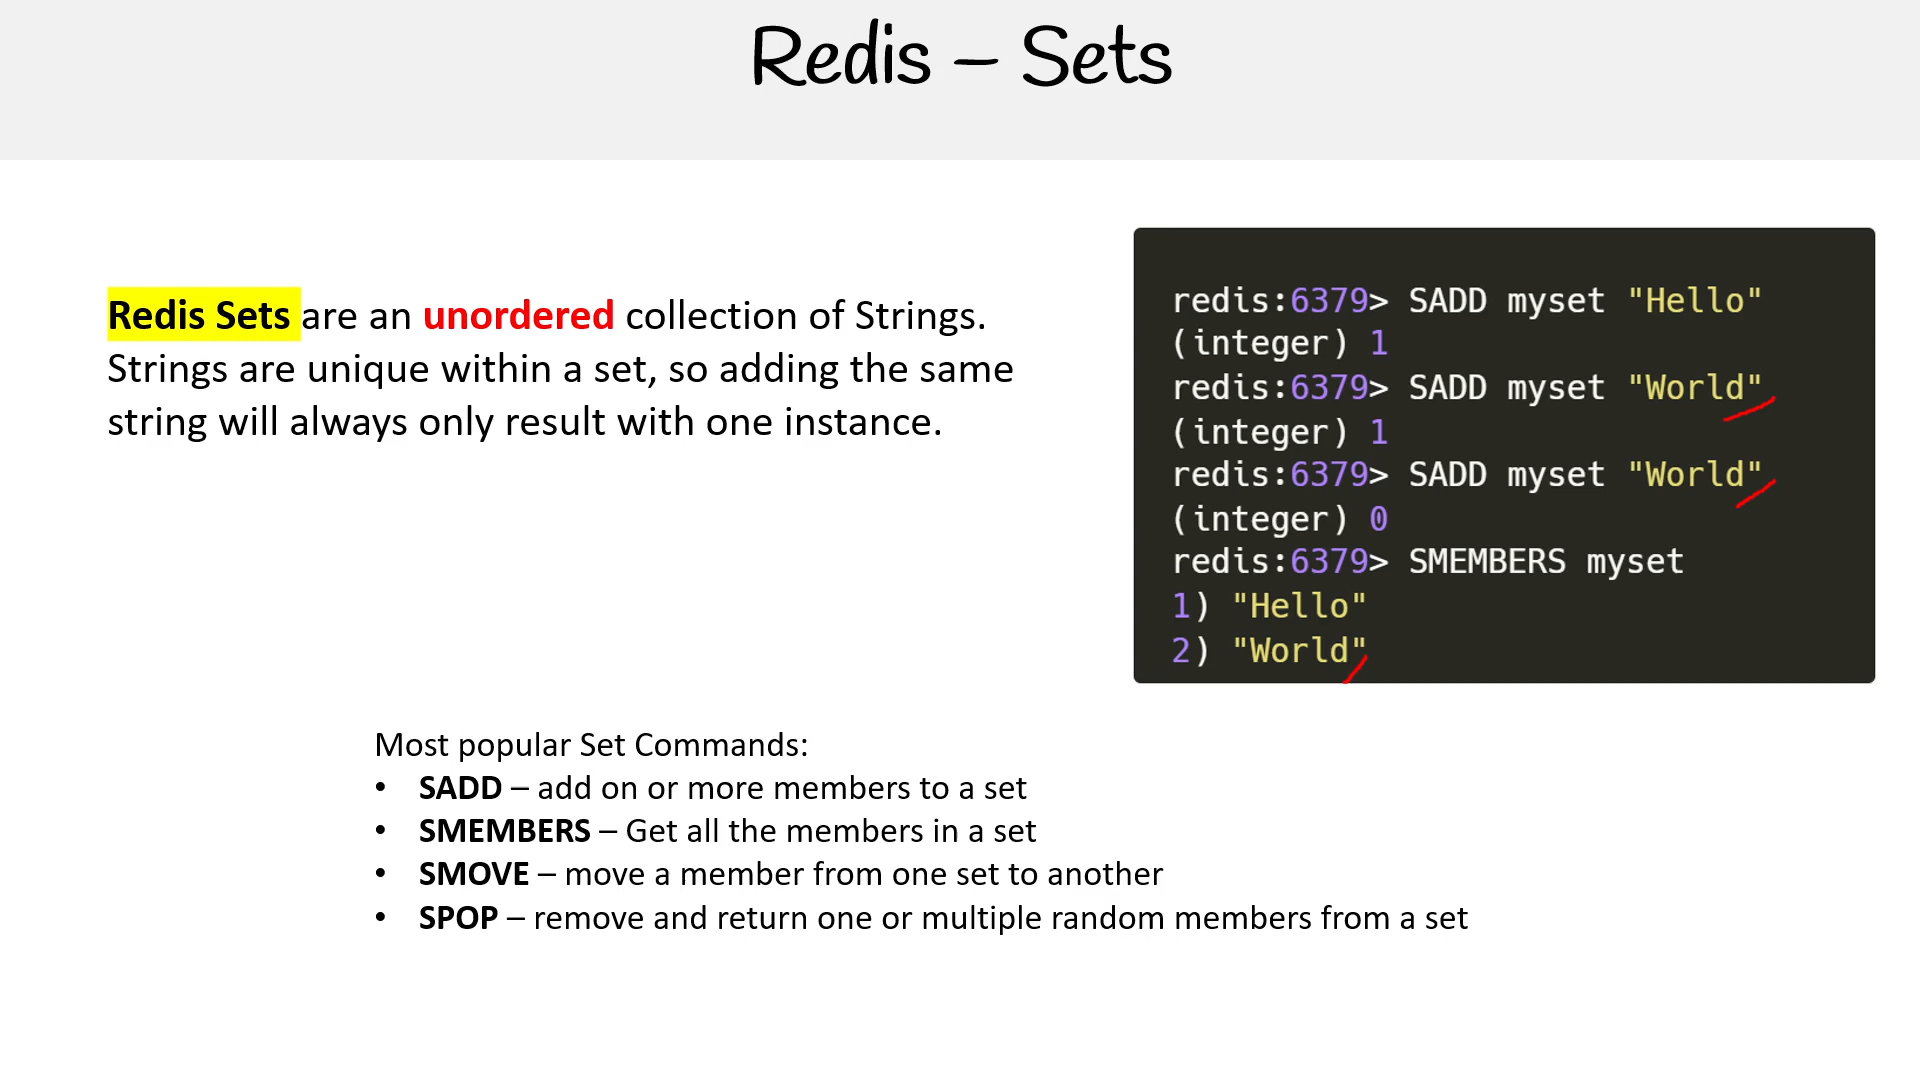 Redis – Sets
Redis Sets are an unordered collection of Strings.
Strings are unique within a set, so adding the same
string will always only result with one instance.
redis:6379> SADD myset "Hello"
(integer) 1
redis:6379> SADD myset "World"
(integer) 1
redis:6379> SADD myset "World"
(integer) 0
redis:6379> SMEMBERS myset
1) "Hello"
2) "World"
Most popular Set Commands:
• SADD – add on or more members to a set
• SMEMBERS – Get all the members in a set
• SMOVE – move a member from one set to another
• SPOP – remove and return one or multiple random members from a set